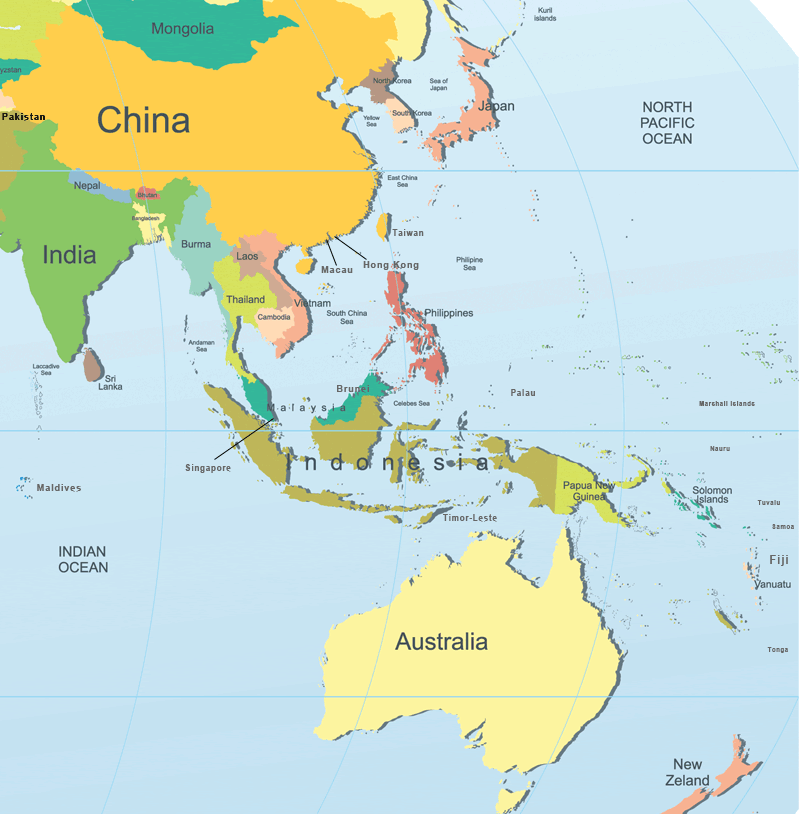 Kuril
islands
Mongolia
yzstan
North Korea
Sea of
Japan
Japan
NORTH
PACIFIC
OCEAN
Pakistan
China
South Korea
Yellow
Sea
East China
Sea
Nepal
Bhutan
Bangladesh
Taiwan
India
Burma
Laos
Macau
Hong Kong
Philipine
Sea
Thailand
Vietnam
Cambodia
South China
Sea
Philippines
Andaman
Sea
Laccadive
Sea
Sri
Lanka
Brunei
Malaysia
Celebes Sea
Palau
Marshall Islands
Nauru
Singapore
Indonesia
Maldives
Papua New
Guinea
Solomon
Islands
Tuvalu
Timor-Leste
Samoa
INDIAN
OCEAN
Fiji
Vanuatu
Australia
Tonga
New
Zeland